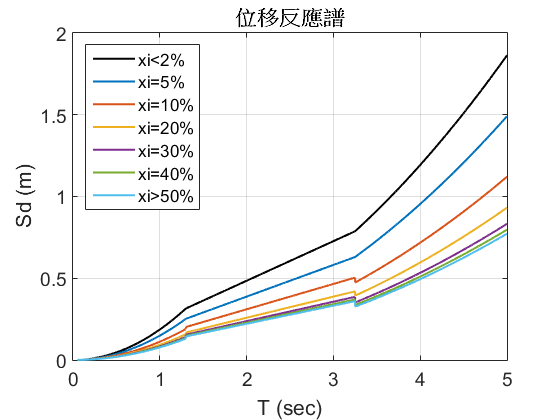 位移反應譜
2
1.5
1
0.5
0
Sd (m)
xi<2%
xi=5%
xi=10%
xi=20%
xi=30%
xi=40%
xi>50%
0 1 2 3 4 5
T (sec)